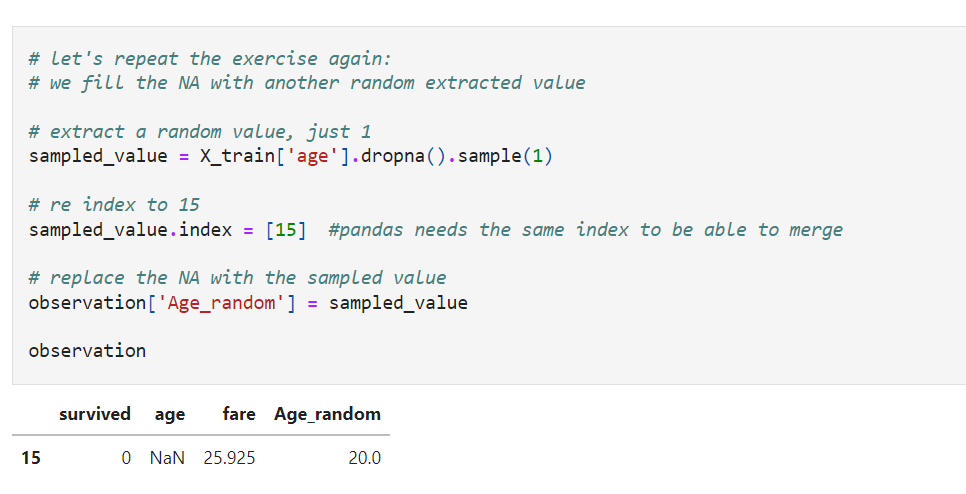 # let's repeat the exercise again:
# we fill the NA with another random extracted value
# extract a random value, just 1
sampled_value = X_train['age'].dropna().sample(1)
# re index to 15
sampled_value.index = [15]  #pandas needs the same index to be able to merge
# replace the NA with the sampled value
observation['Age_random'] = sampled_value
observation
survived age fare Age_random
15 0 NaN 25.925 20.0